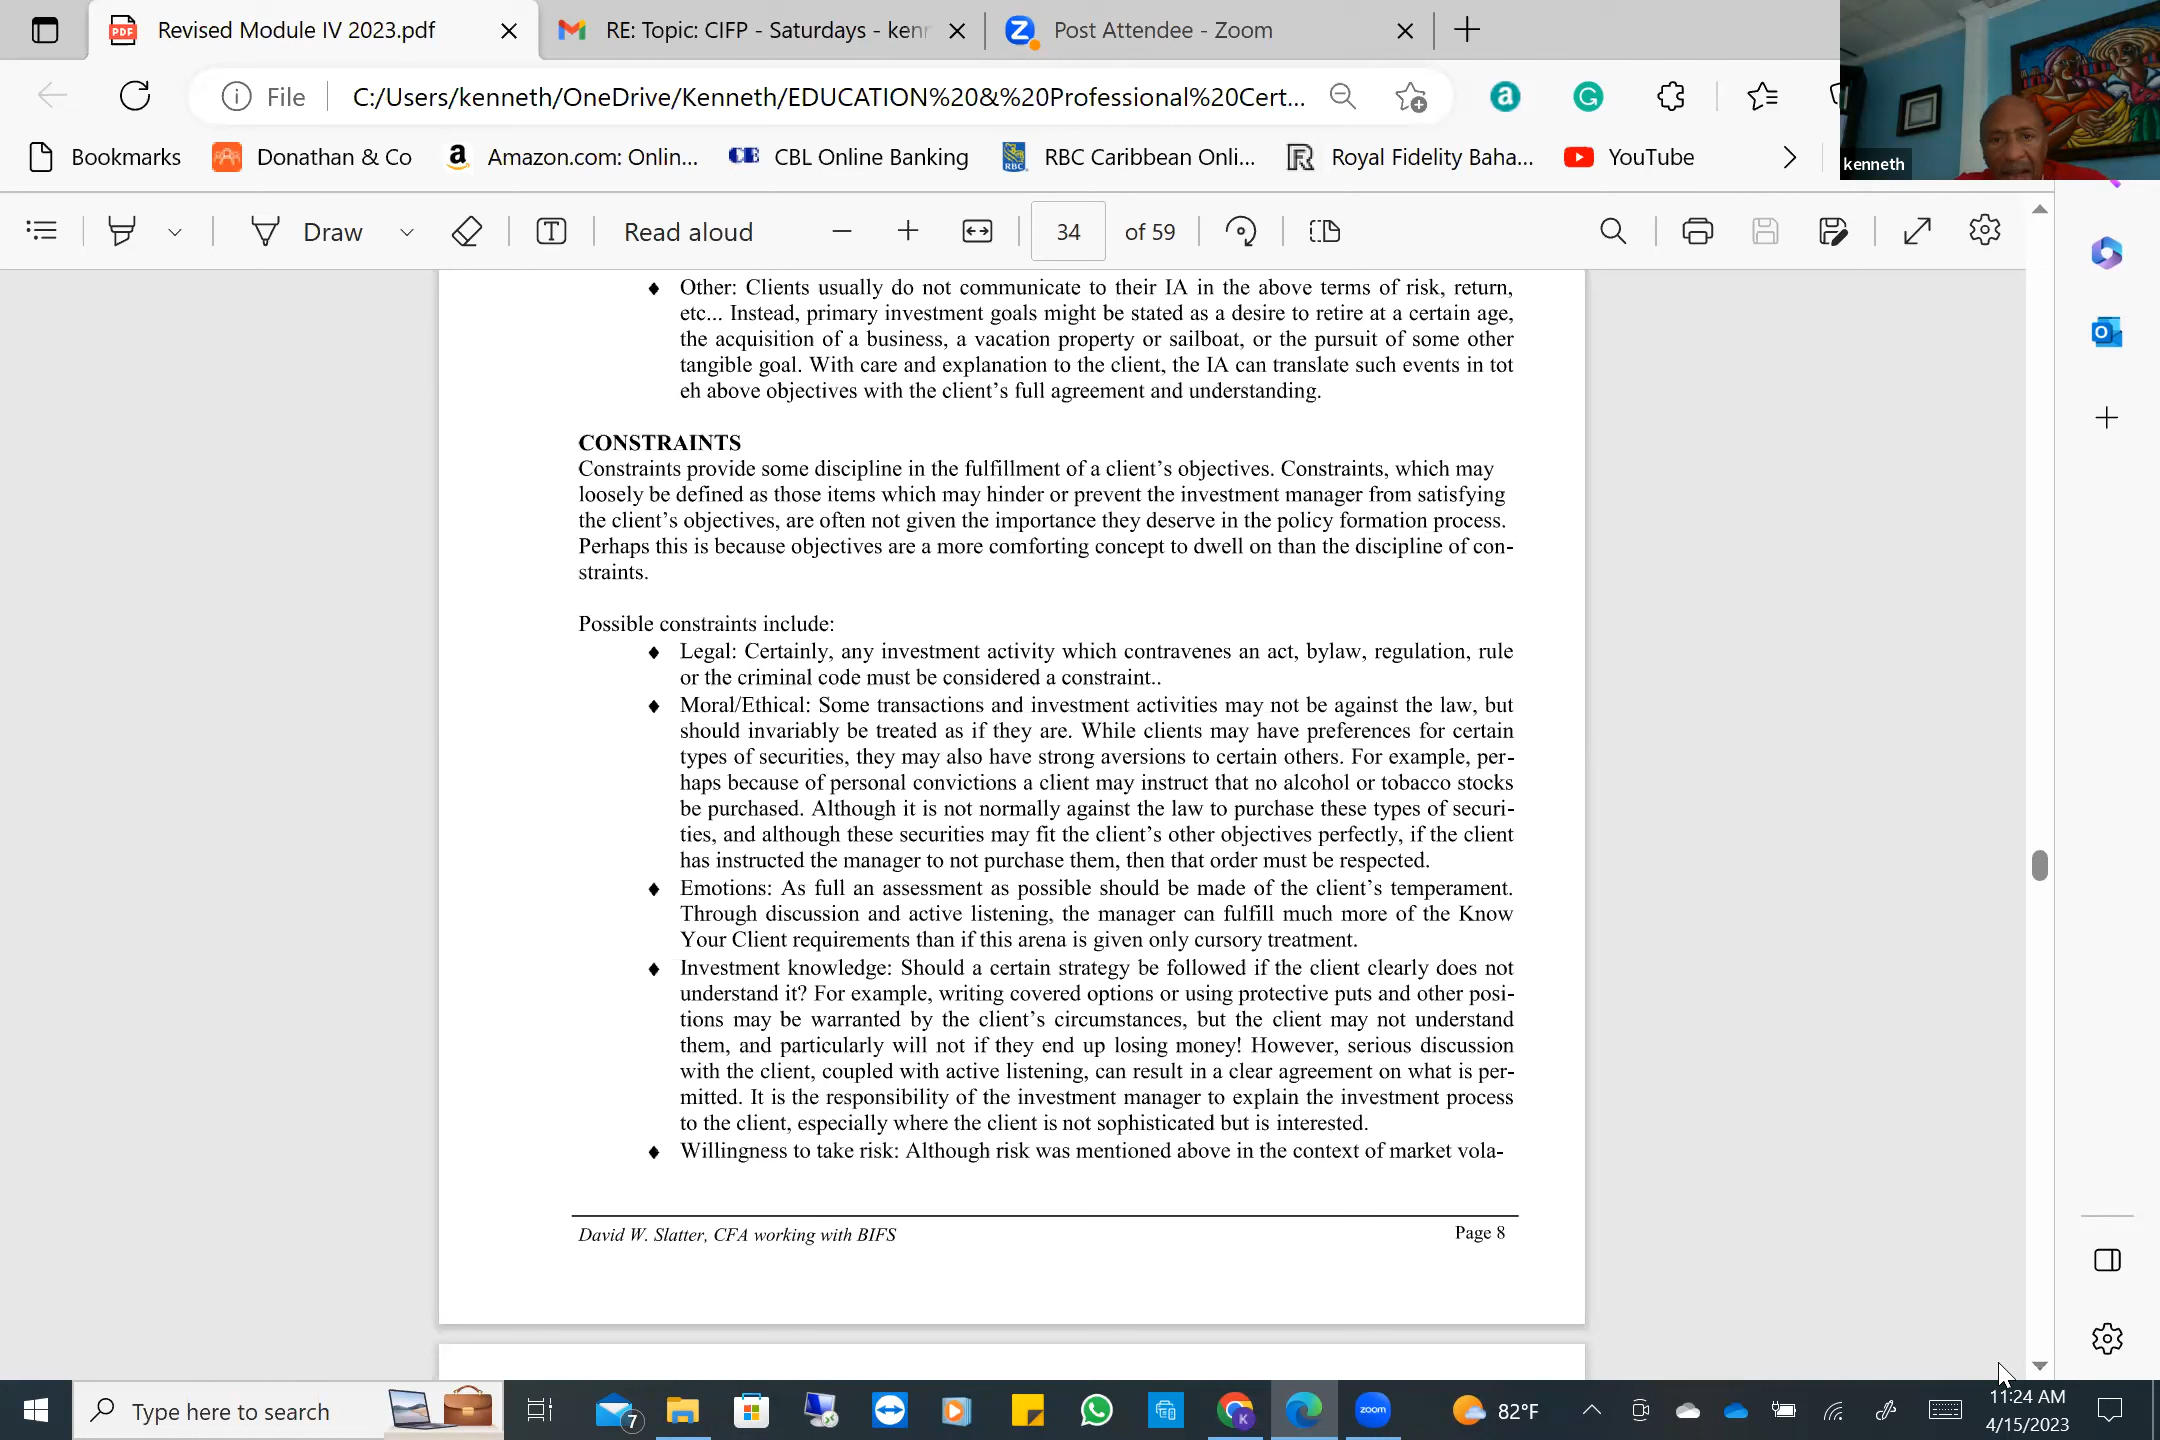 Revised Module IV 2023.pdf
RE: Topic: CIFP - Saturdays - ken
Post Attendee - Zoom
File
C:/Users/kenneth/OneDrive/Kenneth/EDUCATION%20&%20Professional%20Cert...
kenneth
Bookmarks
Donathan & Co
Amazon.com: Onlin...
CBL Online Banking
RBC Caribbean Onli...
Royal Fidelity Baha...
YouTube
Draw
Read aloud
34
of 59
♦ Other: Clients usually do not communicate to their IA in the above terms of risk, return,
etc... Instead, primary investment goals might be stated as a desire to retire at a certain age,
the acquisition of a business, a vacation property or sailboat, or the pursuit of some other
tangible goal. With care and explanation to the client, the IA can translate such events in tot
eh above objectives with the client's full agreement and understanding.
CONSTRAINTS
Constraints provide some discipline in the fulfillment of a client's objectives. Constraints, which may
loosely be defined as those items which may hinder or prevent the investment manager from satisfying
the client's objectives, are often not given the importance they deserve in the policy formation process.
Perhaps this is because objectives are a more comforting concept to dwell on than the discipline of con-
straints.
Possible constraints include:
♦ Legal: Certainly, any investment activity which contravenes an act, bylaw, regulation, rule
or the criminal code must be considered a constraint..
♦ Moral/Ethical: Some transactions and investment activities may not be against the law, but
should invariably be treated as if they are. While clients may have preferences for certain
types of securities, they may also have strong aversions to certain others. For example, per-
haps because of personal convictions a client may instruct that no alcohol or tobacco stocks
be purchased. Although it is not normally against the law to purchase these types of securi-
ties, and although these securities may fit the client's other objectives perfectly, if the client
has instructed the manager to not purchase them, then that order must be respected.
♦ Emotions: As full an assessment as possible should be made of the client's temperament.
Through discussion and active listening, the manager can fulfill much more of the Know
Your Client requirements than if this arena is given only cursory treatment.
♦ Investment knowledge: Should a certain strategy be followed if the client clearly does not
understand it? For example, writing covered options or using protective puts and other posi-
tions may be warranted by the client's circumstances, but the client may not understand
them, and particularly will not if they end up losing money! However, serious discussion
with the client, coupled with active listening, can result in a clear agreement on what is per-
mitted. It is the responsibility of the investment manager to explain the investment process
to the client, especially where the client is not sophisticated but is interested.
♦ Willingness to take risk: Although risk was mentioned above in the context of market vola-
David W. Slatter, CFA working with BIFS
Page 8
Type here to search
7
zoom
82°F
11:24 AM
4/15/2023